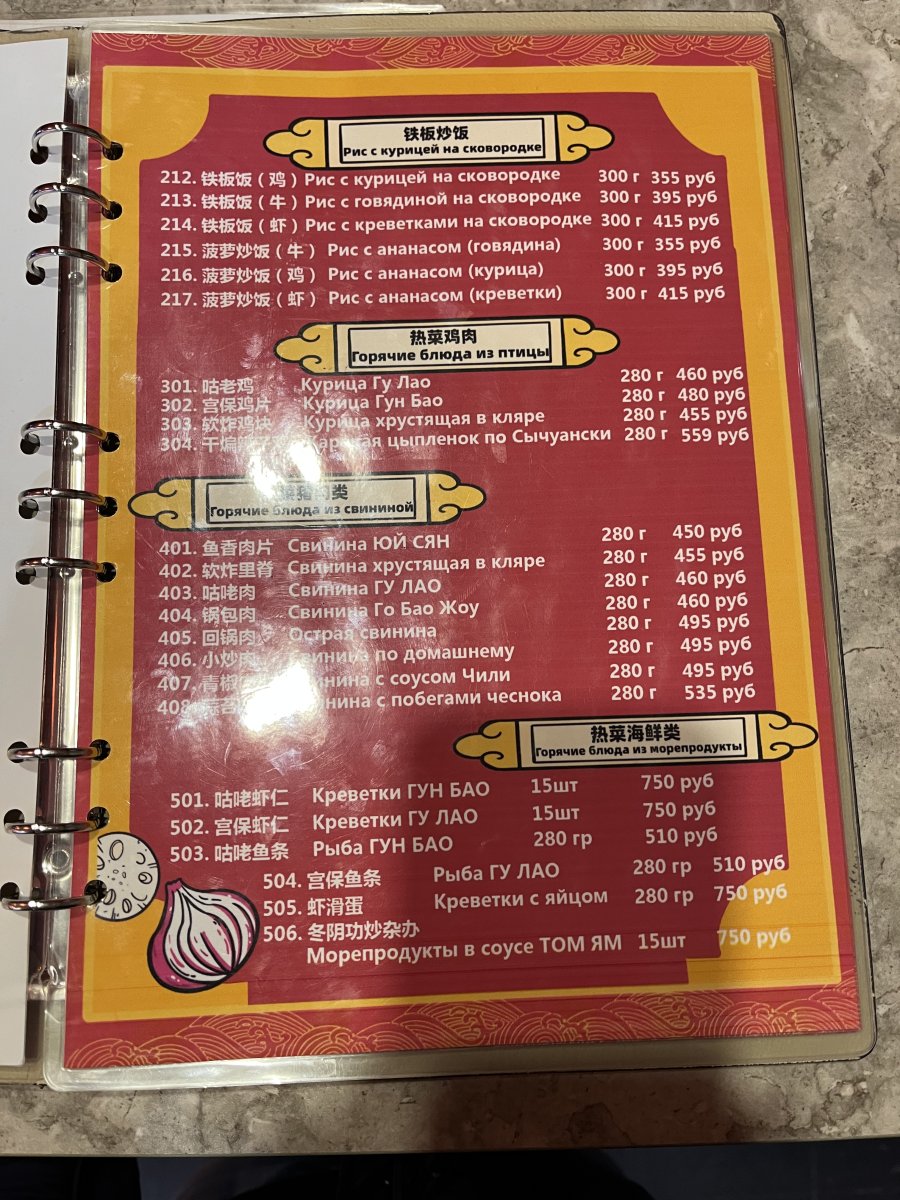 铁板炒饭
Рис с курицей на сковородке
212. 铁板饭（鸡）Рис с курицей на сковородке 300 г 355 руб
213. 铁板饭（牛）Рис с говядиной на сковородке 300 г 395 руб
214. 铁板饭（虾）Рис с креветками на сковородке 300 г 415 руб
215. 菠萝炒饭（牛） Рис с ананасом (говядина) 300 г 355 руб
216. 菠萝炒饭（鸡） Рис с ананасом (курица) 300 г 395 руб
217. 菠萝炒饭（虾） Рис с ананасом (креветки) 300 г 415 руб
热菜鸡肉
Горячие блюда из птицы
301. 咕老鸡 Курица Гу Лао 280 г 460 руб
302. 宫保鸡片 Курица Гун Бао 280 г 480 руб
303. 软炸鸡块 Курица хрустящая в кляре 280 г 455 руб
304. 干煸 цыпленок по Сычуански 280 г 559 руб
肉类
Горячие блюда из свининой
401. 鱼香肉片 Свинина ЮЙ СЯН 280 г 450 руб
402. 软炸里脊 Свинина хрустящая в кляре 280 г 455 руб
403. 咕咾肉 Свинина ГУ ЛАО 280 г 460 руб
404. 锅包肉 Свинина Го Бао Жоу 280 г 460 руб
405. 回锅肉 Острая свинина 280 г 495 руб
406. 小炒肉 Свинина по домашнему 280 г 495 руб
407. 青椒 Свинина с соусом Чили 280 г 495 руб
408. Свинина с побегами чеснока 280 г 535 руб
热菜海鲜类
Горячие блюда из морепродукты
501. 咕咾虾仁 Креветки ГУН БАО 15шт 750 руб
502. 宫保虾仁 Креветки ГУ ЛАО 15шт 750 руб
503. 咕咾鱼条 Рыба ГУН БАО 280 гр 510 руб
504. 宫保鱼条 Рыба ГУ ЛАО 280 гр 510 руб
505. 虾滑蛋 Креветки с яйцом 280 гр 750 руб
506. 冬阴功炒杂办
Морепродукты в соусе ТОМ ЯМ 15шт 750 руб